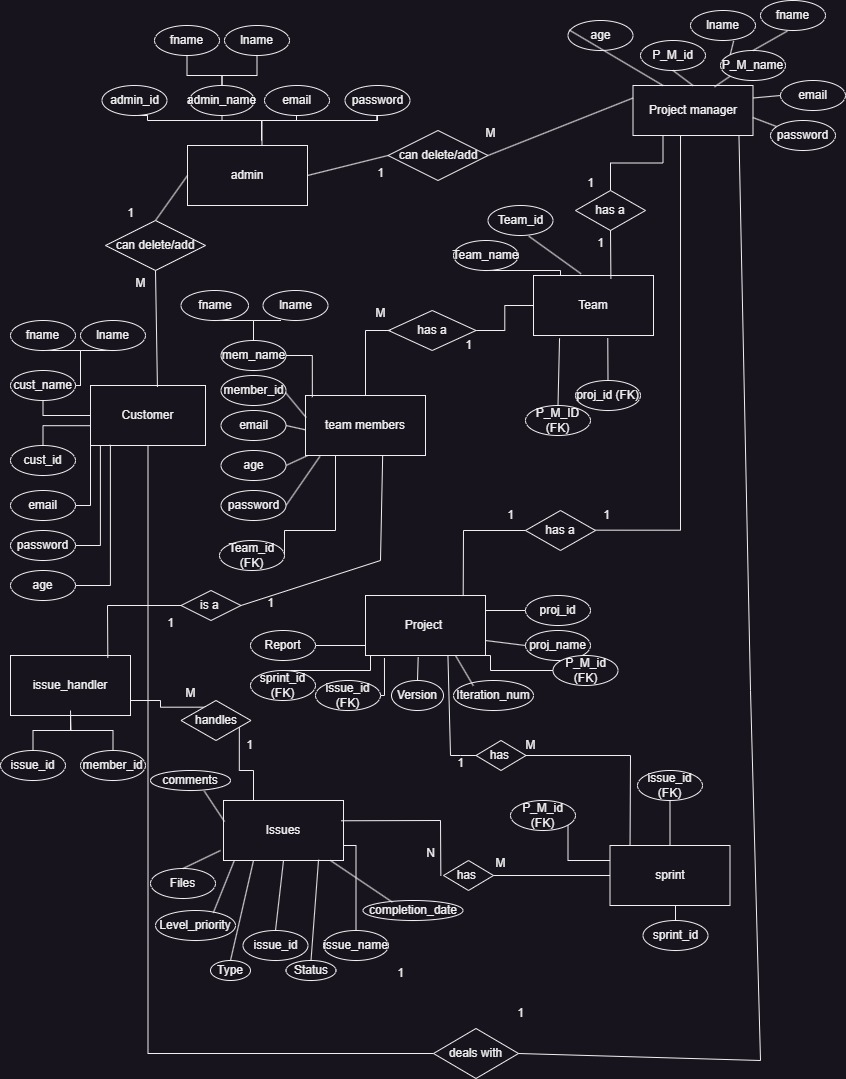 fname
lname
age
lname
fname
P_M_id
P_M_name
admin_id
admin_name
email
password
email
Project manager
password
M
can delete/add
1
admin
1
has a
1
1
can delete/add
M
Team_id
Team_name
Team
fname
lname
M
has a
1
fname
lname
mem_name
cust_name
member_id
proj_id (FK)
P_M_ID
(FK)
Customer
team members
email
cust_id
age
email
password
1
has a
1
password
Team_id
(FK)
age
is a
1
1
Project
proj_id
proj_name
Report
P_M_id
(FK)
sprint_id
(FK)
issue_id
(FK)
Version
Iteration_num
issue_handler
M
handles
1
M
has
1
issue_id
member_id
comments
issue_id
(FK)
P_M_id
(FK)
Issues
N
M
has
sprint
Files
completion_date
Level_priority
issue_id
issue_name
sprint_id
Type
Status
1
1
deals with